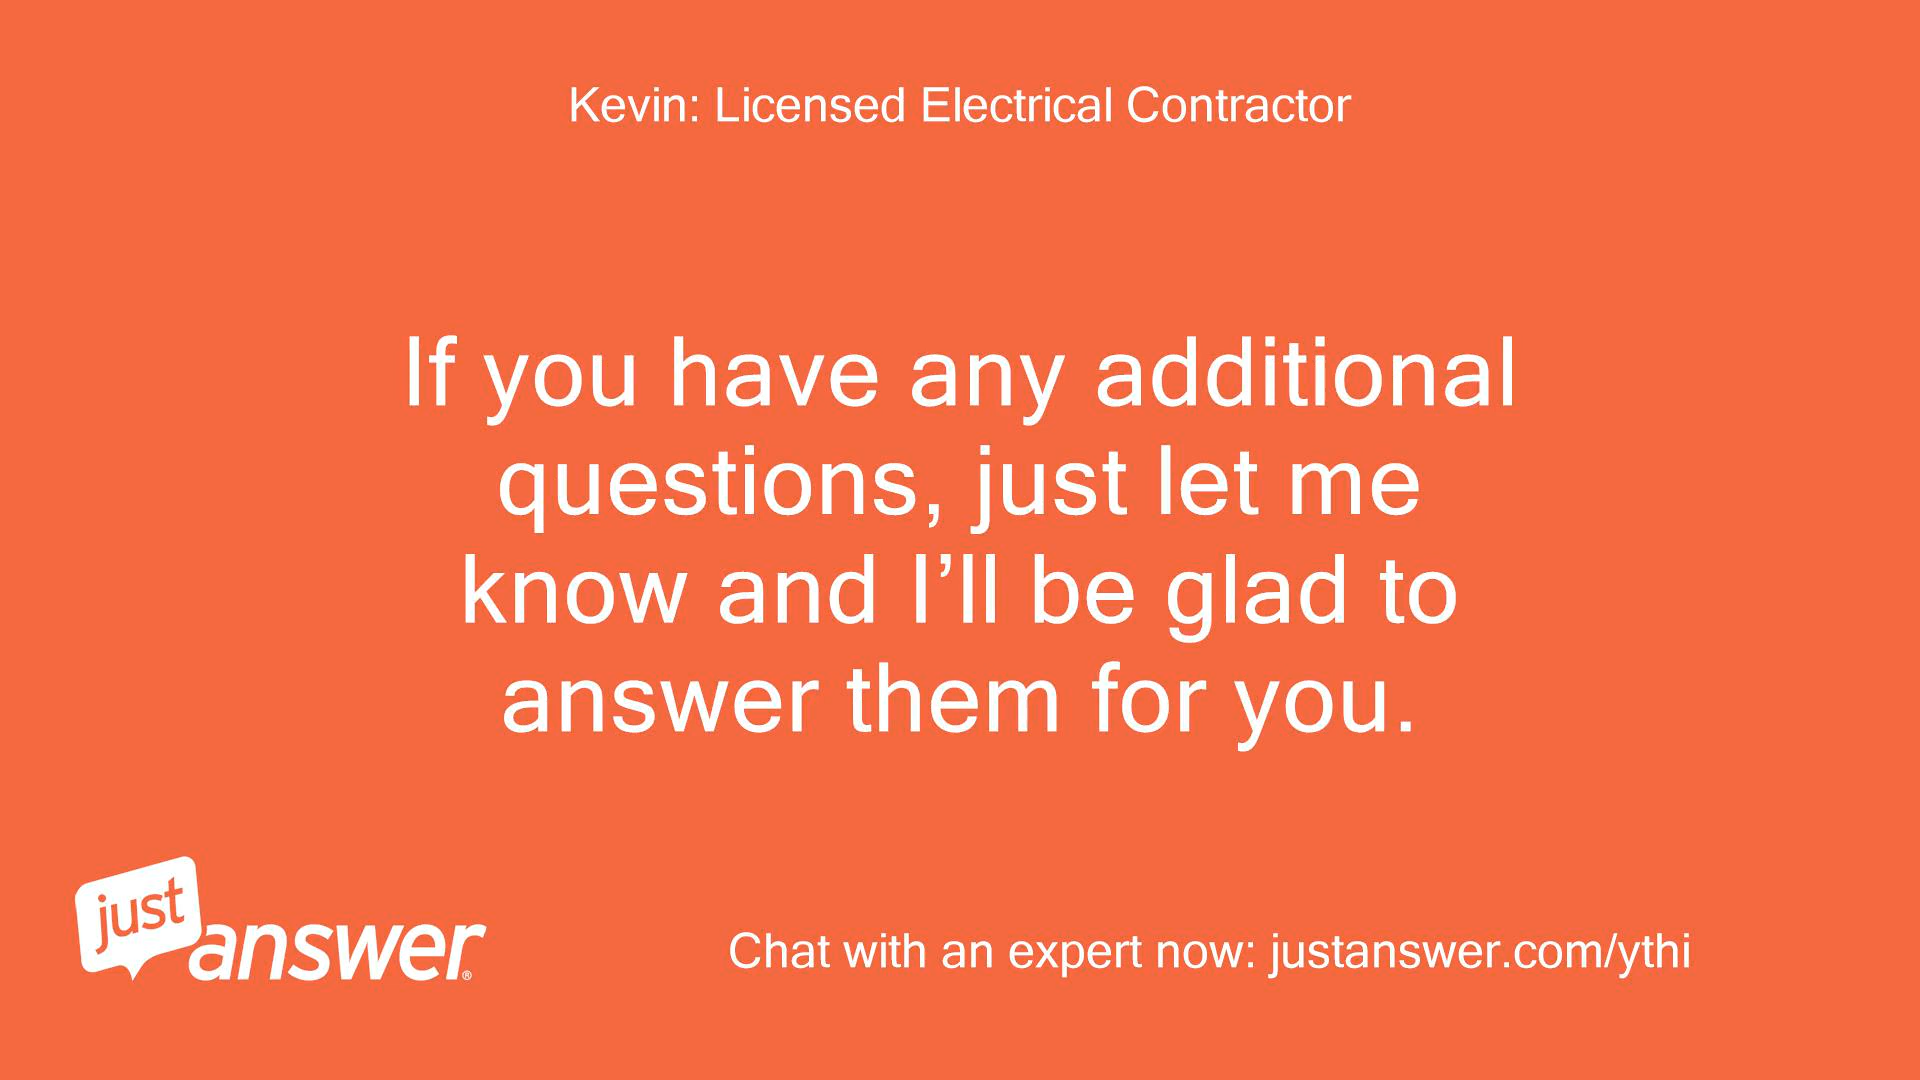 Kevin: Licensed Electrical Contractor
If you have any additional
questions, just let me
know and I’ll be glad to
answer them for you.
just
answer®
Chat with an expert now: justanswer.com/ythi